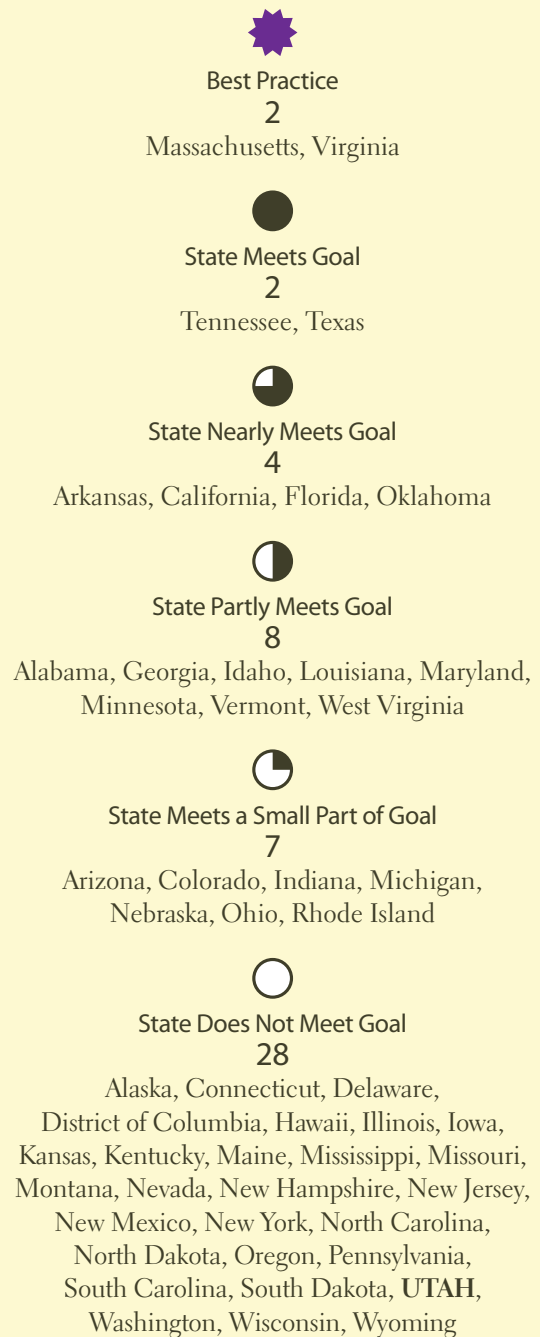 Best Practice
2
Massachusetts, Virginia
State Meets Goal
2
Tennessee, Texas
State Nearly Meets Goal
4
Arkansas, California, Florida, Oklahoma
State Partly Meets Goal
8
Alabama, Georgia, Idaho, Louisiana, Maryland,
Minnesota, Vermont, West Virginia
State Meets a Small Part of Goal
7
Arizona, Colorado, Indiana, Michigan,
Nebraska, Ohio, Rhode Island
State Does Not Meet Goal
28
Alaska, Connecticut, Delaware,
District of Columbia, Hawaii, Illinois, Iowa,
Kansas, Kentucky, Maine, Mississippi, Missouri,
Montana, Nevada, New Hampshire, New Jersey,
New Mexico, New York, North Carolina,
North Dakota, Oregon, Pennsylvania,
South Carolina, South Dakota, UTAH,
Washington, Wisconsin, Wyoming